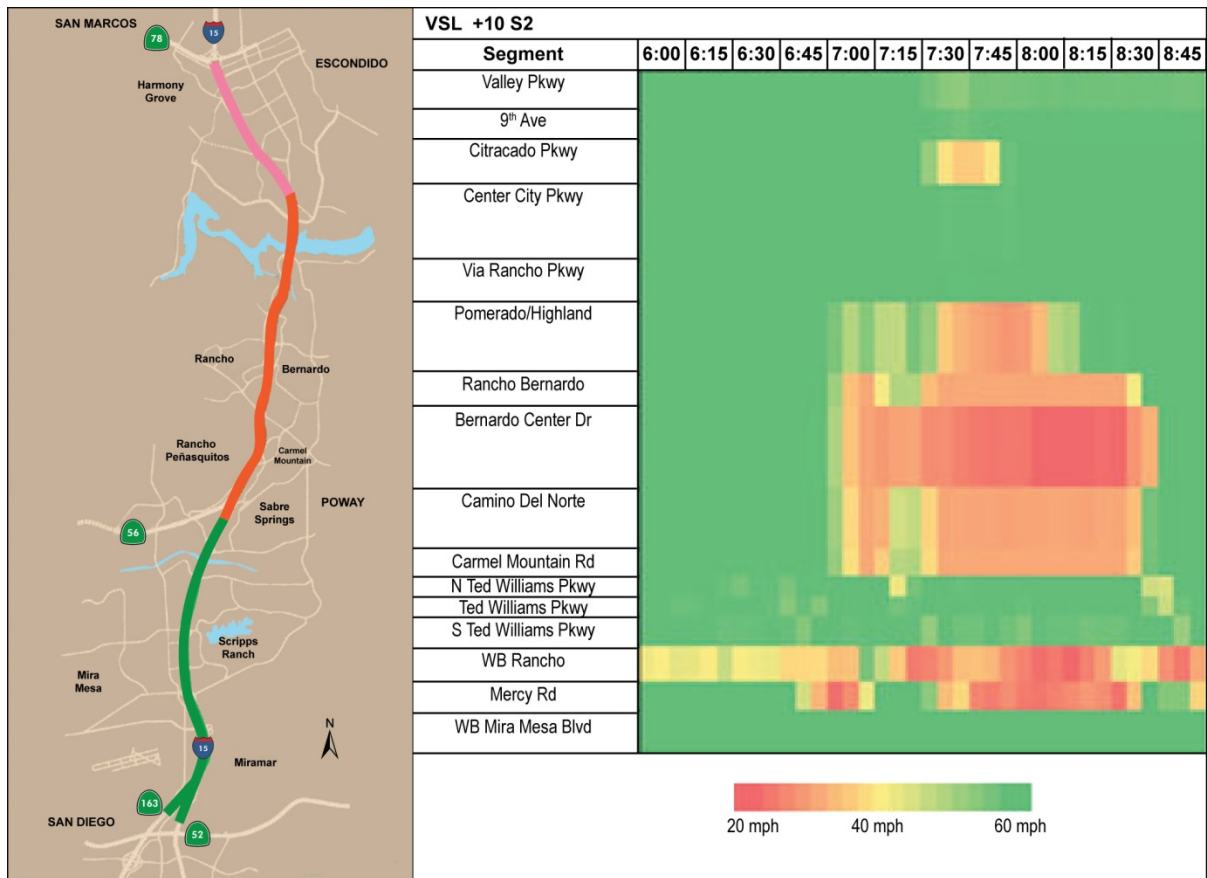 SAN MARCOS
78
15
ESCONDIDO
Harmony
Grove
Rancho
Bernardo
Rancho
Peñasquitos
Carmel
Mountain
POWAY
Sabre
Springs
56
Scripps
Ranch
Mira
Mesa
N
15
Miramar
163
SAN DIEGO
52
VSL +10 S2
Segment 6:00 6:15 6:30 6:45 7:00 7:15 7:30 7:45 8:00 8:15 8:30 8:45
Valley Pkwy
9th Ave
Citracado Pkwy
Center City Pkwy
Via Rancho Pkwy
Pomerado/Highland
Rancho Bernardo
Bernardo Center Dr
Camino Del Norte
Carmel Mountain Rd
N Ted Williams Pkwy
Ted Williams Pkwy
S Ted Williams Pkwy
WB Rancho
Mercy Rd
WB Mira Mesa Blvd
20 mph 40 mph 60 mph